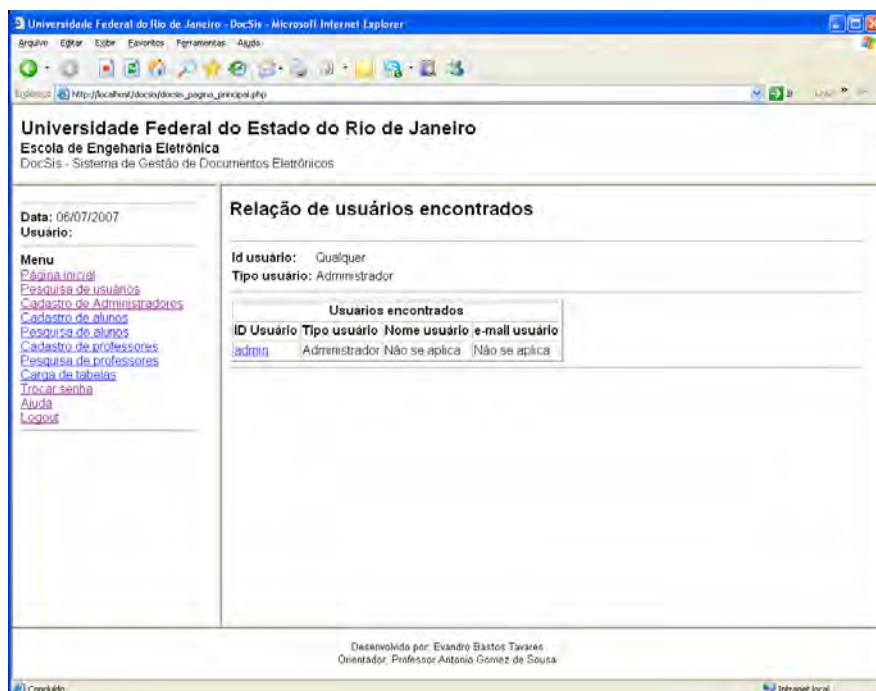 Universidade Federal do Rio de Janeiro - DocSis - Microsoft Internet Explorer
Arquivo Editar Exibir Favoritos Ferramentas Ajuda
http://localhost/docsis/docsis_pagina_principal.php
Universidade Federal do Estado do Rio de Janeiro
Escola de Engeharia Eletrônica
DocSis - Sistema de Gestão de Documentos Eletrônicos
Data: 06/07/2007
Usuário:
Menu
Página inicial
Pesquisa de usuários
Cadastro de Administradores
Cadastro de alunos
Pesquisa de alunos
Cadastro de professores
Pesquisa de professores
Carga de tabelas
Trocar senha
Ajuda
Logout
Relação de usuários encontrados
Id usuário: Qualquer
Tipo usuário: Administrador
Usuários encontrados
ID Usuário Tipo usuário Nome usuário e-mail usuário
admin Administrador Não se aplica Não se aplica
Desenvolvido por: Evandro Bastos Tavares
Orientador: Professor Antonio Gomez de Sousa
Concluído
Intranet local